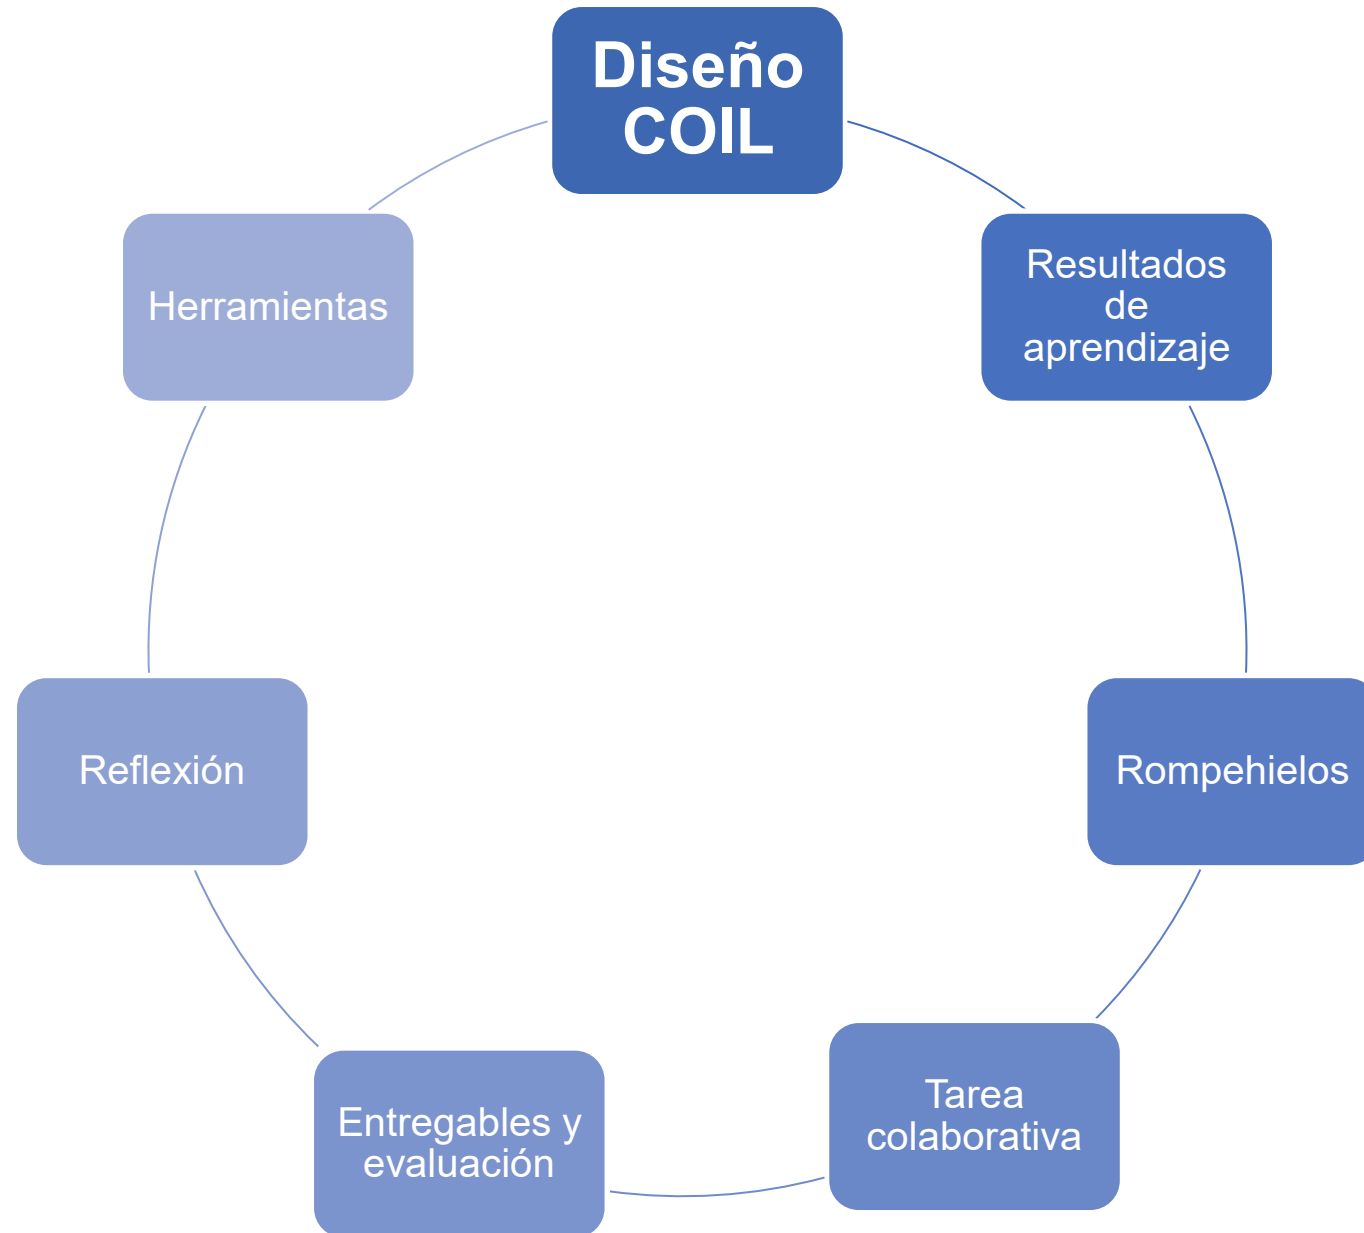 Diseño
COIL
Resultados
de
aprendizaje
Rompehielos
Tarea
colaborativa
Entregables y
evaluación
Reflexión
Herramientas